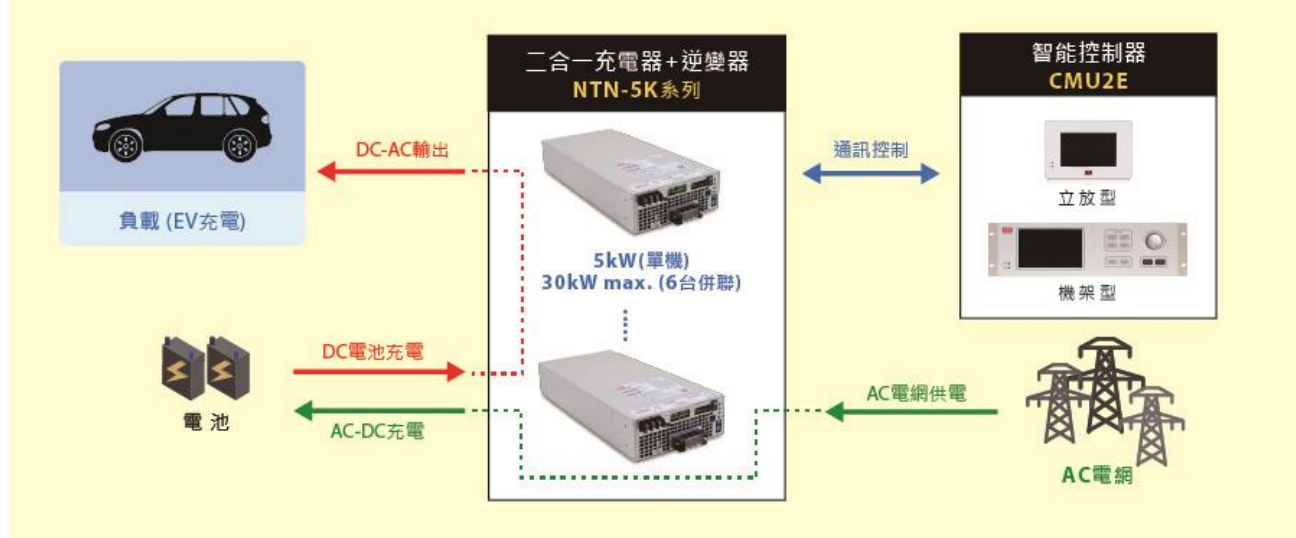 二合一充電器+逆變器
NTN-5K系列
智能控制器
CMU2E
DC-AC輸出
通訊控制
立放型
負載 (EV充電)
5kW(單機)
30kW max. (6台併聯)
機架型
DC電池充電
AC電網供電
電池
AC-DC充電
AC電網